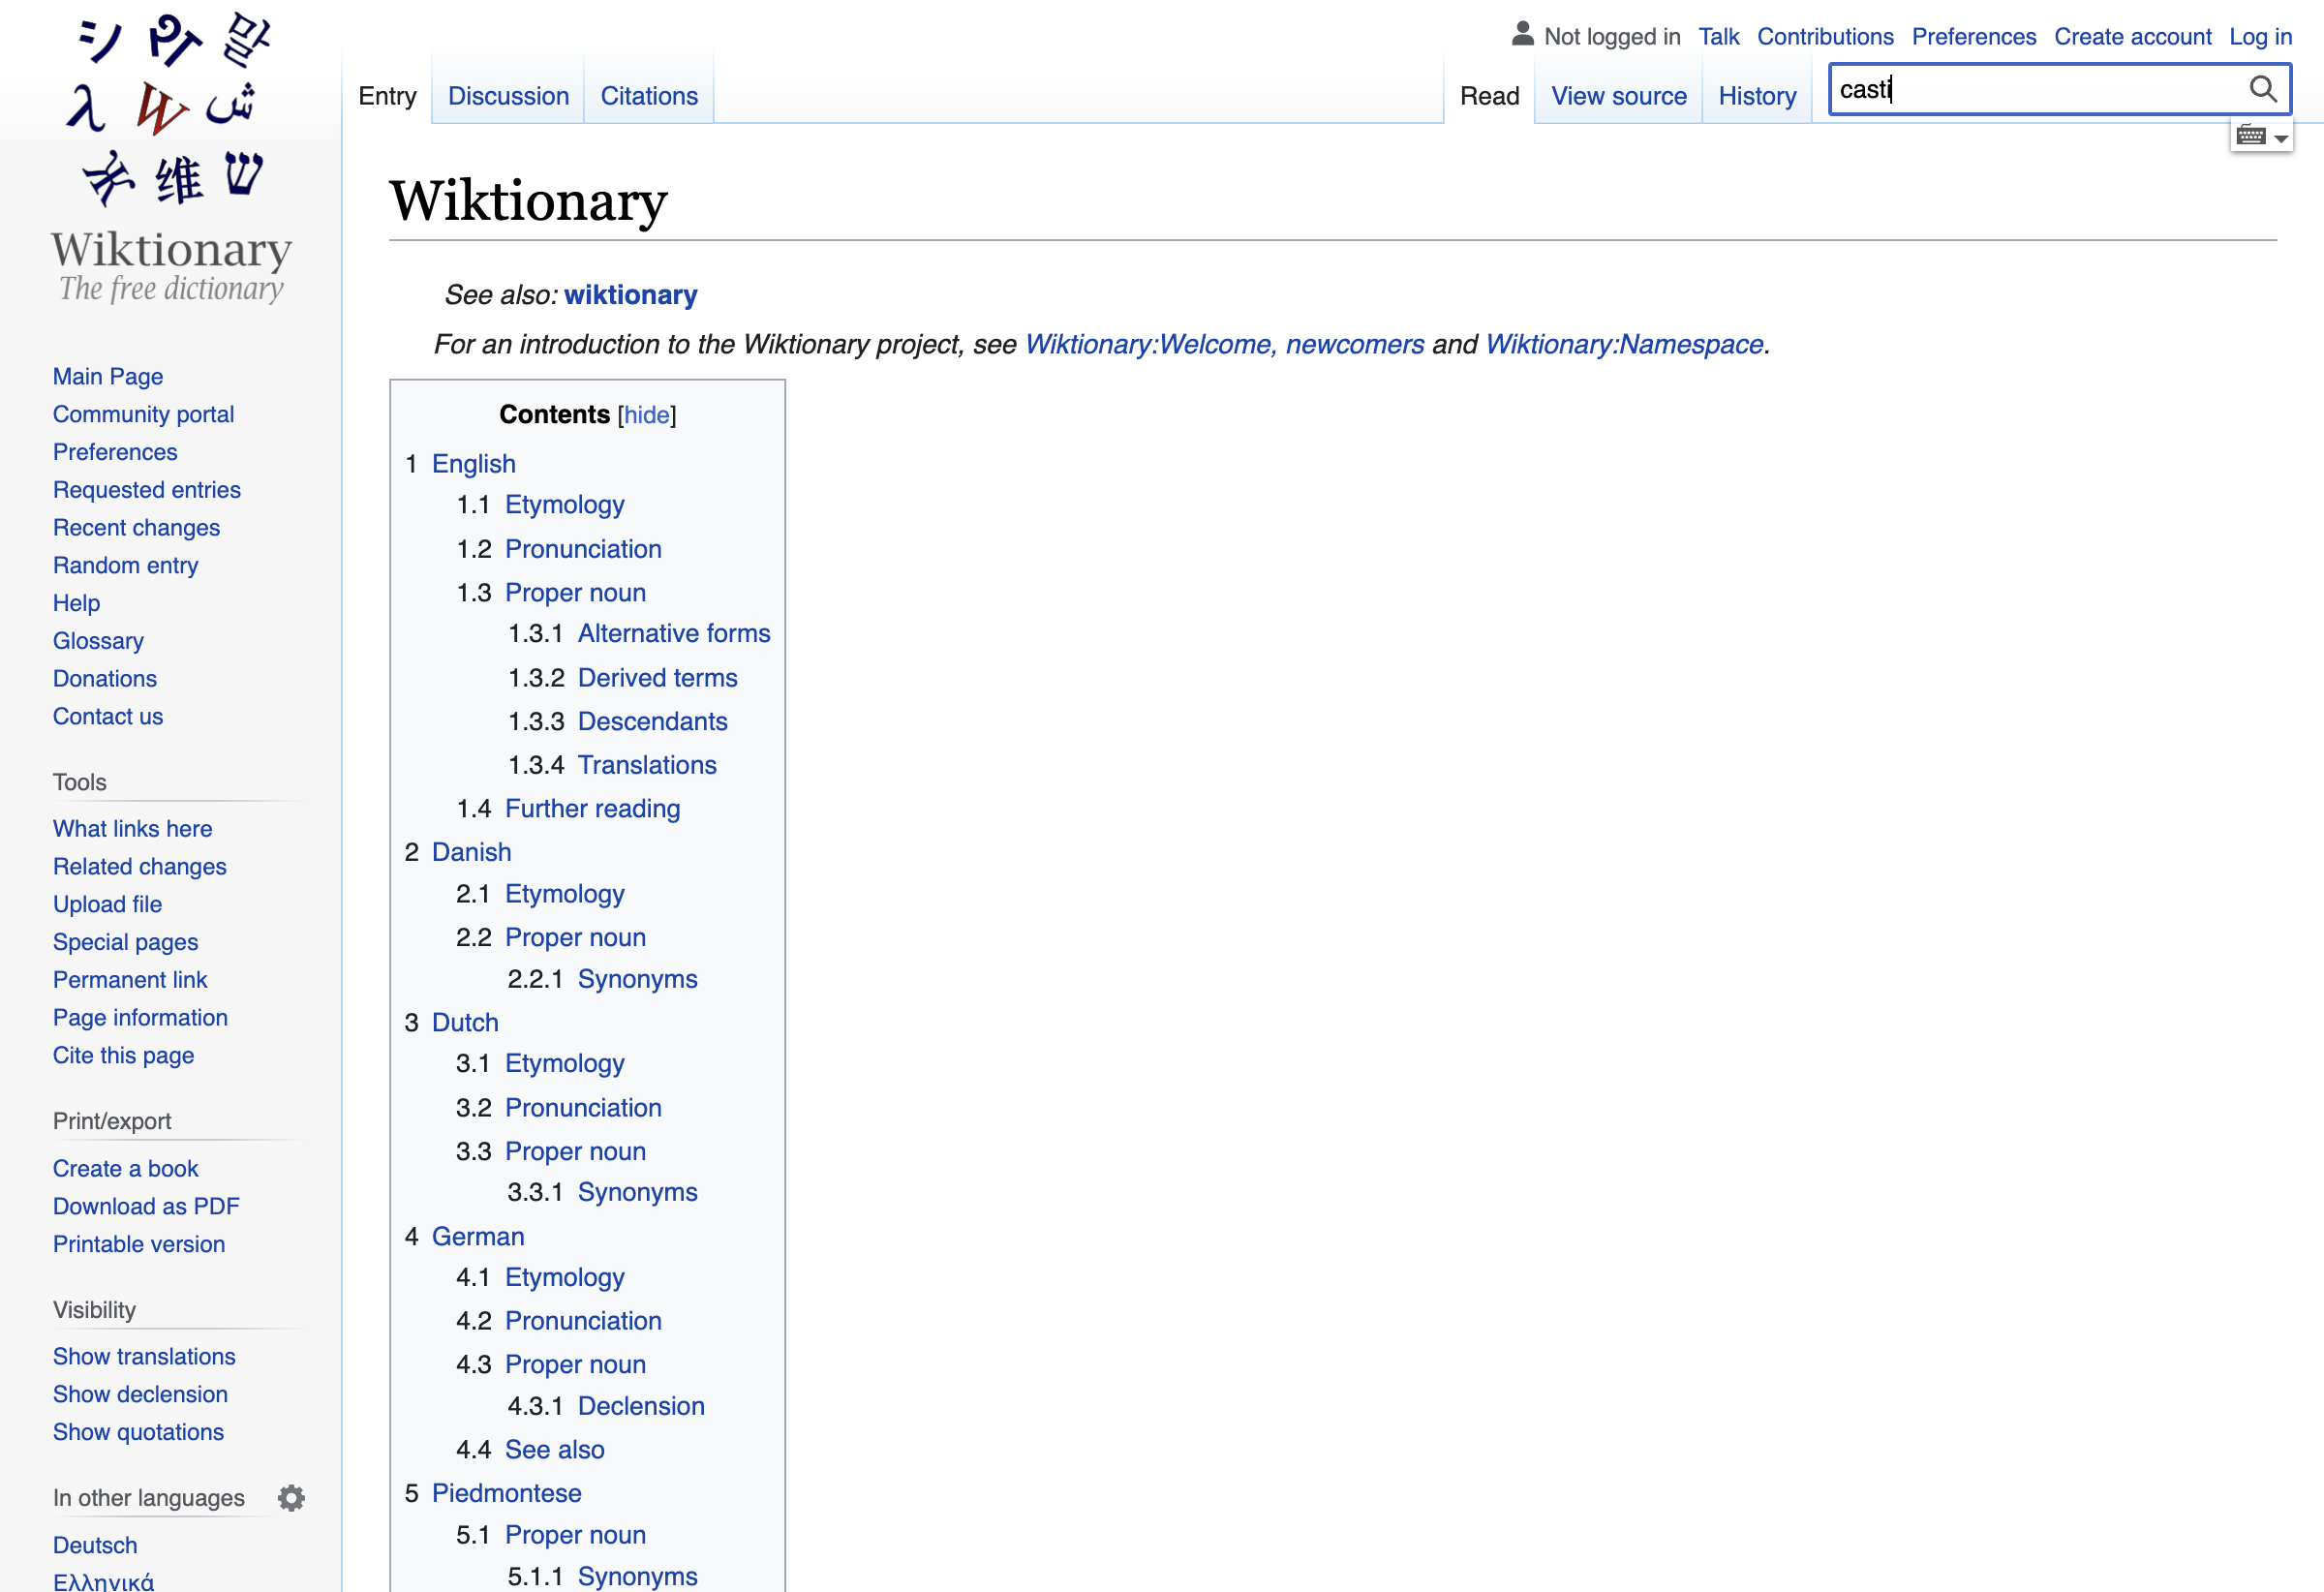 シ क्त 말
λ W ش
维 ש
Wiktionary
The free dictionary
Main Page
Community portal
Preferences
Requested entries
Recent changes
Random entry
Help
Glossary
Donations
Contact us
Tools
What links here
Related changes
Upload file
Special pages
Permanent link
Page information
Cite this page
Print/export
Create a book
Download as PDF
Printable version
Visibility
Show translations
Show declension
Show quotations
In other languages
Deutsch
Ελληνικά
Not logged in Talk Contributions Preferences Create account Log in
Entry Discussion Citations Read View source History casti
Wiktionary
See also: wiktionary
For an introduction to the Wiktionary project, see Wiktionary:Welcome, newcomers and Wiktionary:Namespace.
Contents [hide]
1 English
1.1 Etymology
1.2 Pronunciation
1.3 Proper noun
1.3.1 Alternative forms
1.3.2 Derived terms
1.3.3 Descendants
1.3.4 Translations
1.4 Further reading
2 Danish
2.1 Etymology
2.2 Proper noun
2.2.1 Synonyms
3 Dutch
3.1 Etymology
3.2 Pronunciation
3.3 Proper noun
3.3.1 Synonyms
4 German
4.1 Etymology
4.2 Pronunciation
4.3 Proper noun
4.3.1 Declension
4.4 See also
5 Piedmontese
5.1 Proper noun
5.1.1 Synonyms